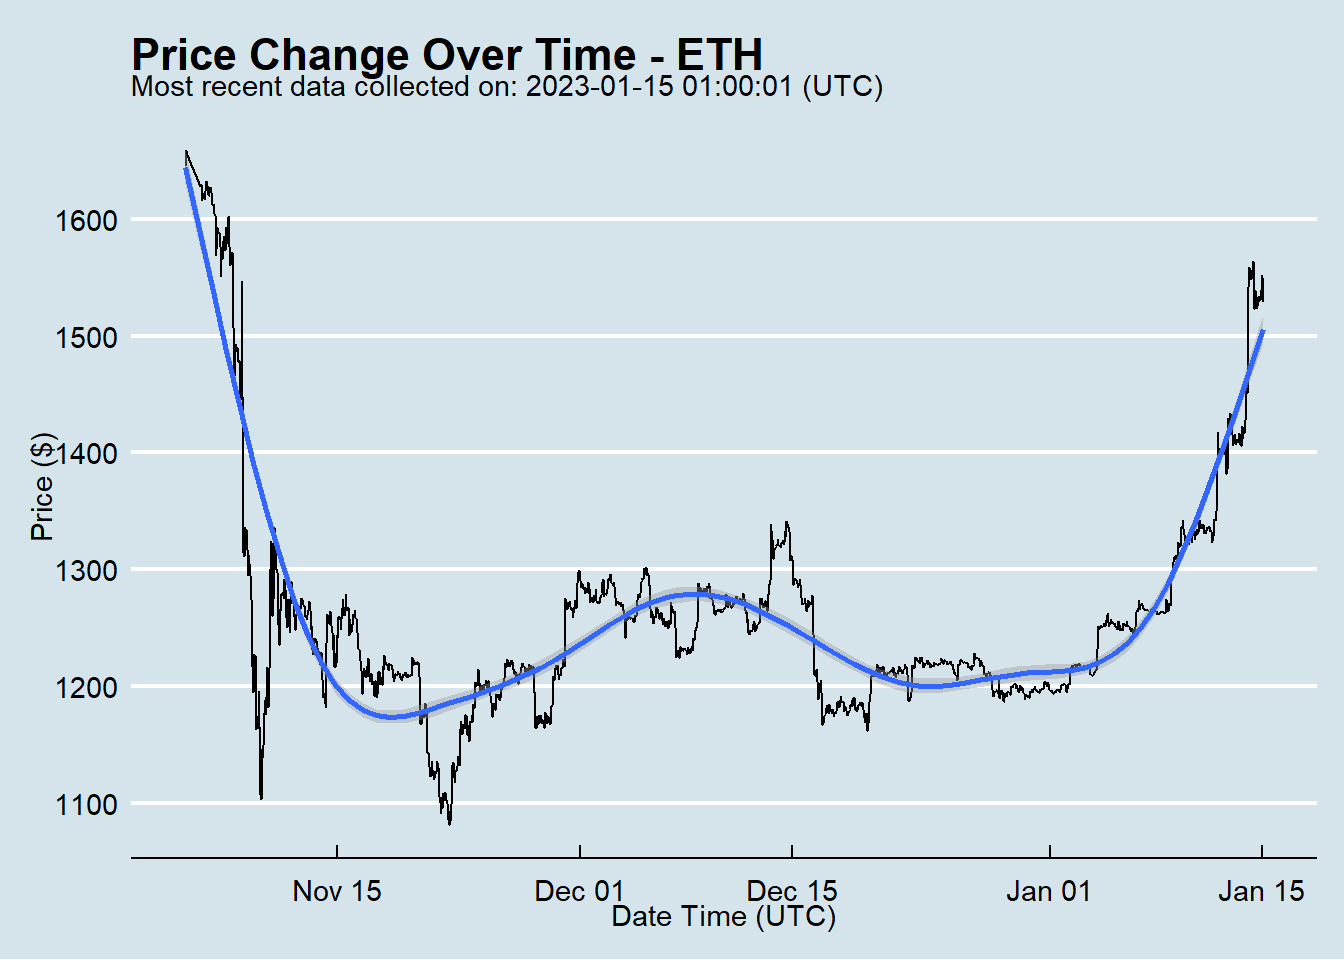 Price Change Over Time - ETH
Most recent data collected on: 2023-01-15 01:00:01 (UTC)
1600
1500
1400
1300
1200
1100
Price ($)
Nov 15
Dec 01
Dec 15
Jan 01
Jan 15
Date Time (UTC)